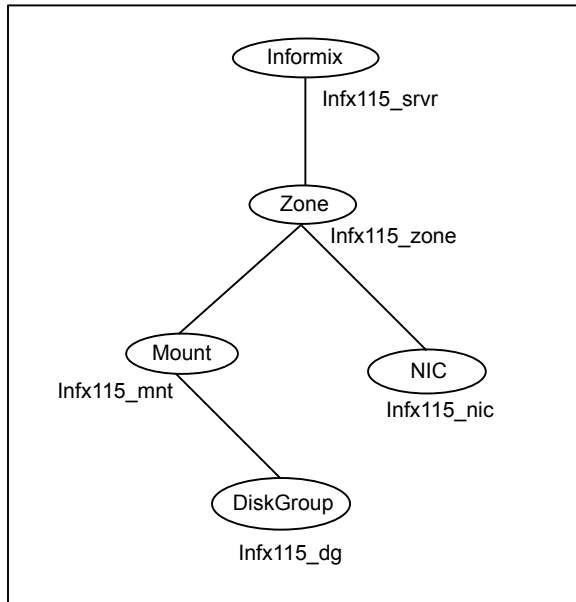 Informix
Infx115_srvr
Zone
Infx115_zone
Mount
NIC
Infx115_mnt
Infx115_nic
DiskGroup
Infx115_dg